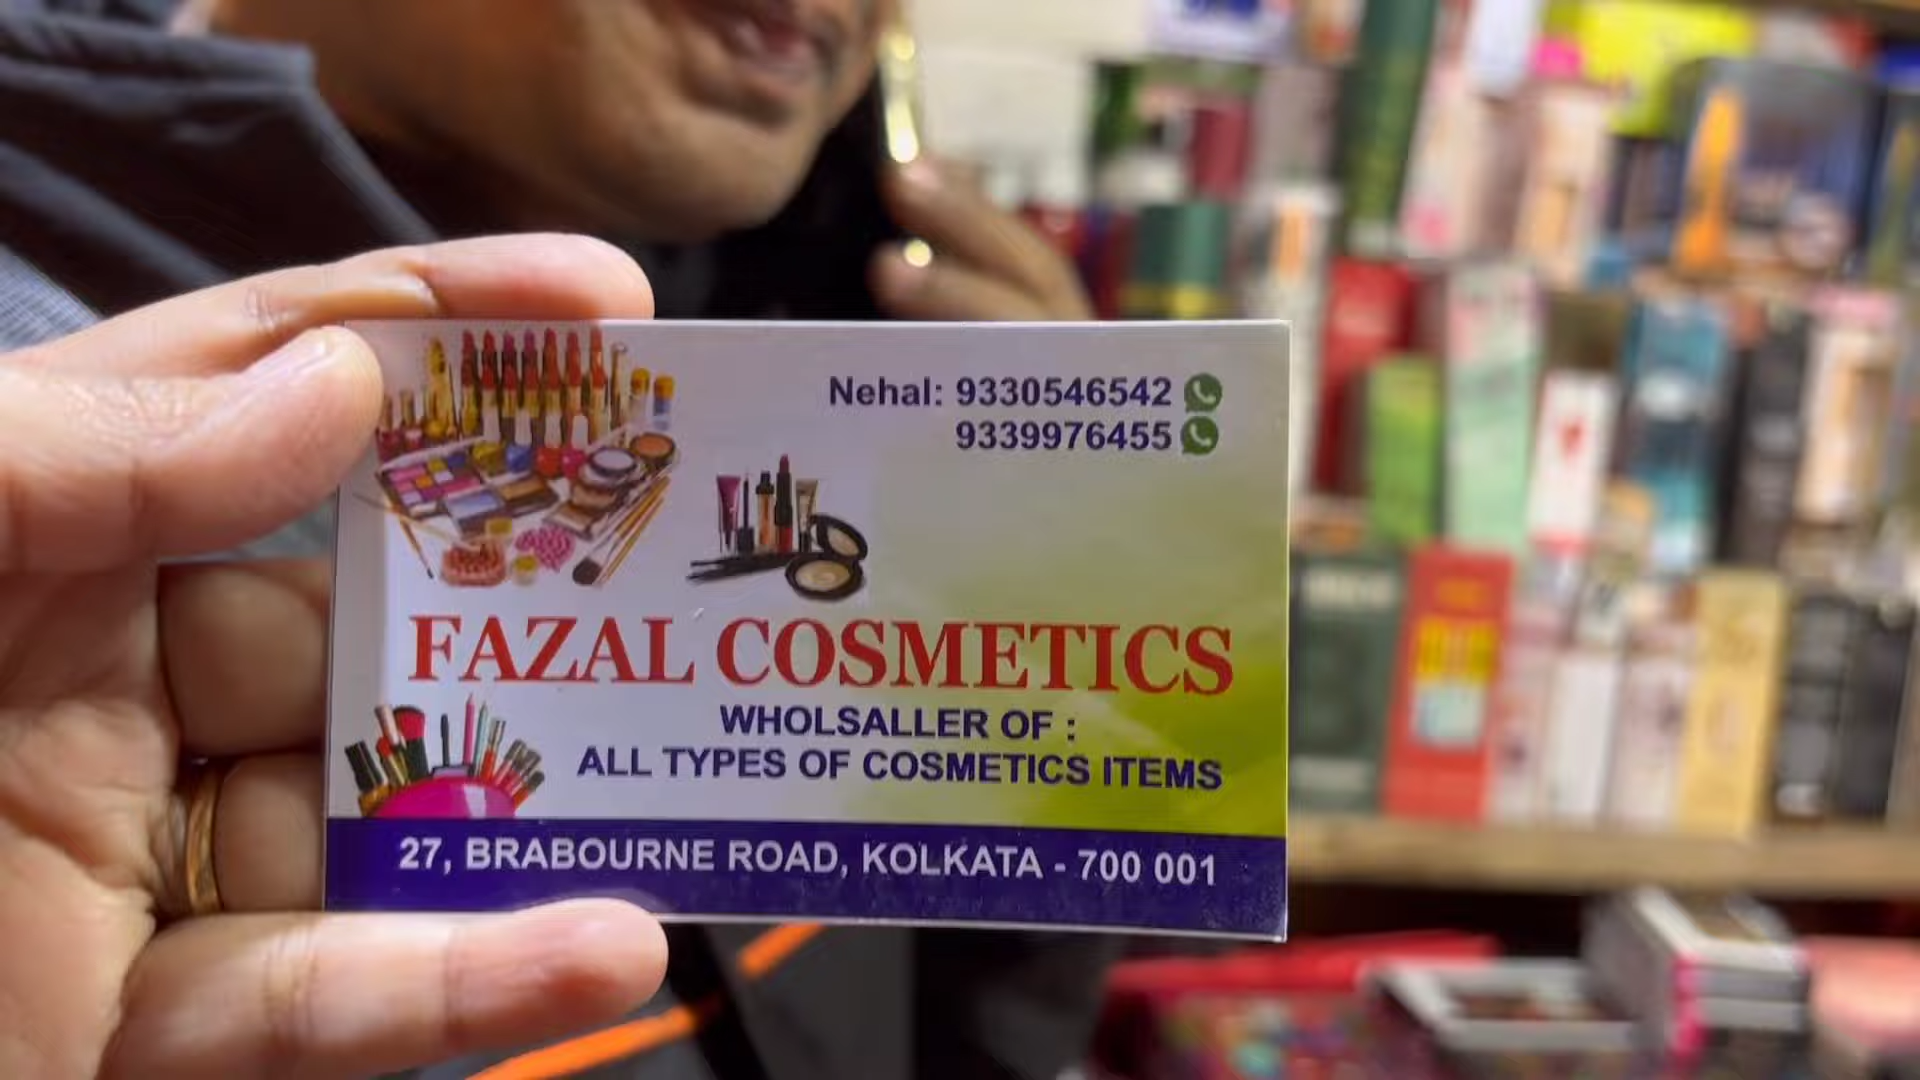 Nehal: 9330546542
9339976455
FAZAL COSMETICS
WHOLSALLER OF :
ALL TYPES OF COSMETICS ITEMS
27, BRABOURNE ROAD, KOLKATA - 700 001